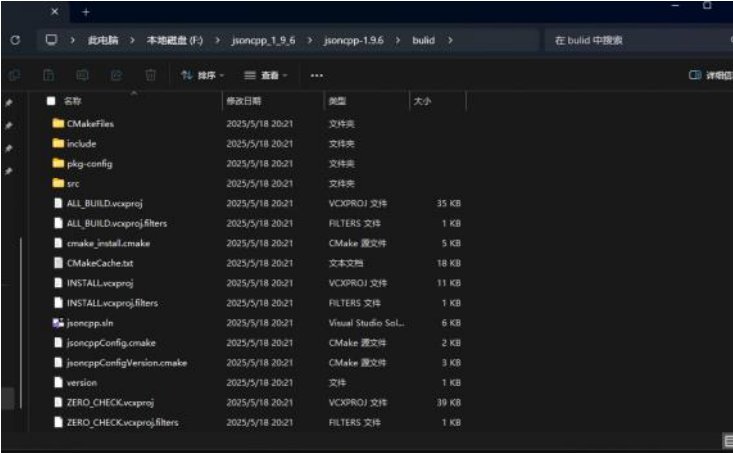 此电脑 > 本地磁盘 (F:) > jsoncpp_1_9_6 > jsoncpp-1.9.6 > bulid > 在 bulid 中搜索
排序 查看 ... 详细信
名称 修改日期 类型 大小
CMakeFiles 2025/5/18 20:21 文件夹
include 2025/5/18 20:21 文件夹
pkg-config 2025/5/18 20:21 文件夹
src 2025/5/18 20:21 文件夹
ALL_BUILD.vcxproj 2025/5/18 20:21 VCXPROJ 文件 35 KB
ALL_BUILD.vcxproj.filters 2025/5/18 20:21 FILTERS 文件 1 KB
cmake_install.cmake 2025/5/18 20:21 CMake 源文件 5 KB
CMakeCache.txt 2025/5/18 20:21 文本文档 18 KB
INSTALL.vcxproj 2025/5/18 20:21 VCXPROJ 文件 11 KB
INSTALL.vcxproj.filters 2025/5/18 20:21 FILTERS 文件 1 KB
jsoncpp.sln 2025/5/18 20:21 Visual Studio Sol... 6 KB
jsoncppConfig.cmake 2025/5/18 20:21 CMake 源文件 2 KB
jsoncppConfigVersion.cmake 2025/5/18 20:21 CMake 源文件 3 KB
version 2025/5/18 20:21 文件 1 KB
ZERO_CHECK.vcxproj 2025/5/18 20:21 VCXPROJ 文件 39 KB
ZERO_CHECK.vcxproj.filters 2025/5/18 20:21 FILTERS 文件 1 KB